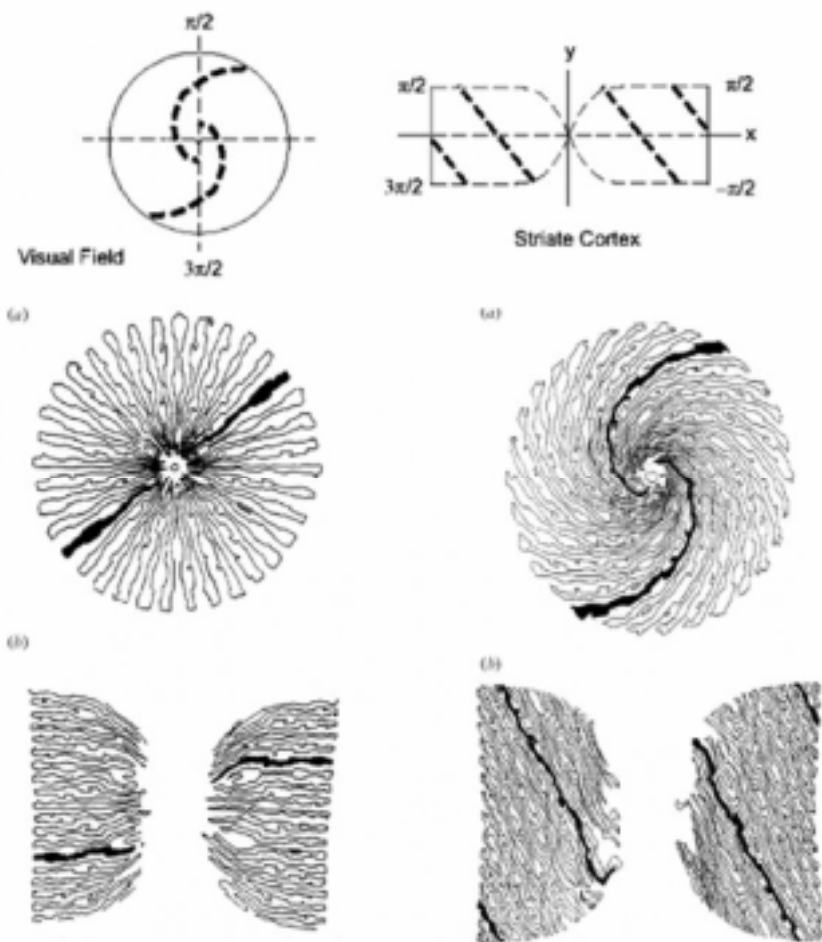 π/2
y
π/2
π/2
x
3π/2
-π/2
Visual Field
3π/2
Striate Cortex
(a)
(a)
(b)
(b)